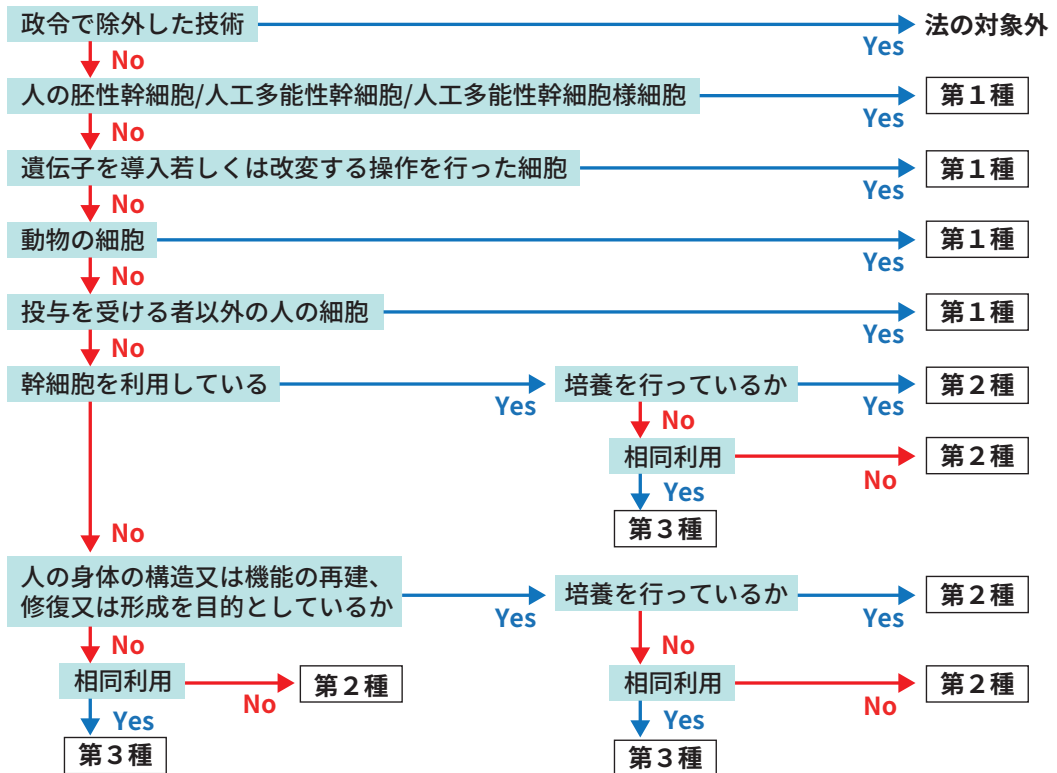 政令で除外した技術
Yes
法の対象外
No
人の胚性幹細胞/人工多能性幹細胞/人工多能性幹細胞様細胞
Yes
第1種
No
遺伝子を導入若しくは改変する操作を行った細胞
Yes
第1種
No
動物の細胞
Yes
第1種
No
投与を受ける者以外の人の細胞
Yes
第1種
No
幹細胞を利用している
Yes
培養を行っているか
Yes
第2種
No
相同利用
No
第2種
Yes
第3種
No
人の身体の構造又は機能の再建、
修復又は形成を目的としているか
Yes
培養を行っているか
Yes
第2種
No
相同利用
No
第2種
Yes
第3種
No
相同利用
No
第2種
Yes
第3種